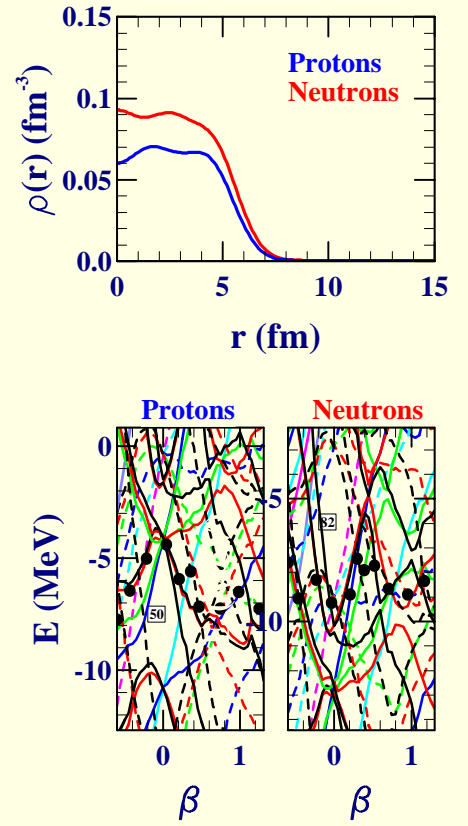 0.15
0.1
0.05
0.0
ρ(r) (fm-3)
Protons
Neutrons
0 5 10 15
r (fm)
Protons Neutrons
0
-5
-10
E (MeV)
50
-5
-10
82
0 1
0 1
β β